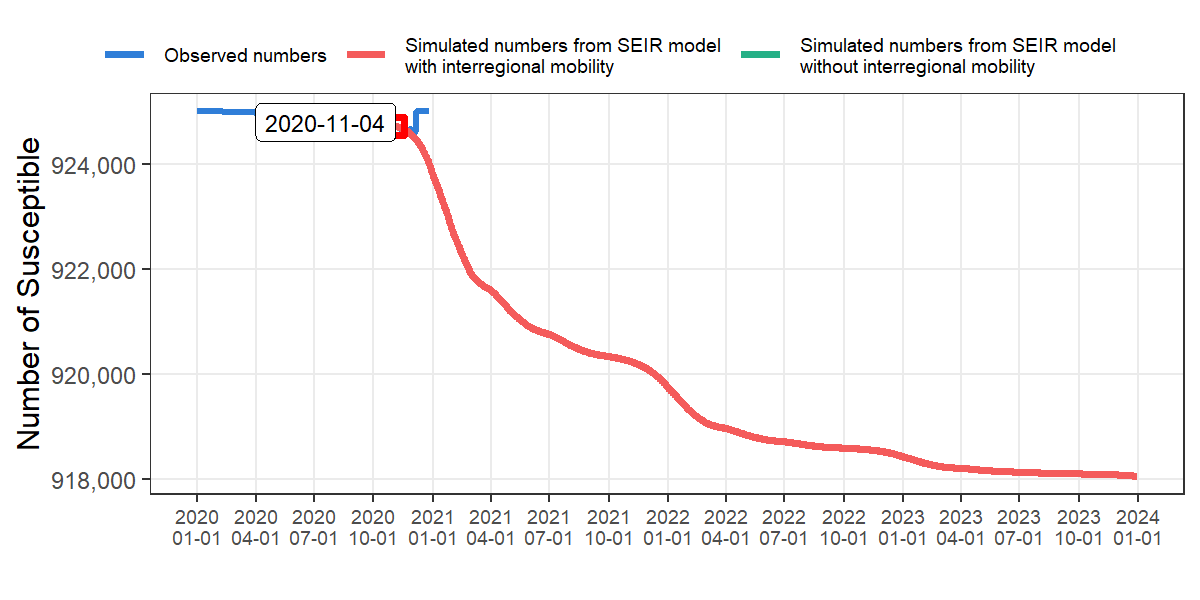 Observed numbers
Simulated numbers from SEIR model
with interregional mobility
Simulated numbers from SEIR model
without interregional mobility
Number of Susceptible
924,000
922,000
920,000
918,000
2020-11-04
2020 2020 2020 2020 2021 2021 2021 2021 2022 2022 2022 2022 2023 2023 2023 2023 2024
01-01 04-01 07-01 10-01 01-01 04-01 07-01 10-01 01-01 04-01 07-01 10-01 01-01 04-01 07-01 10-01 01-01